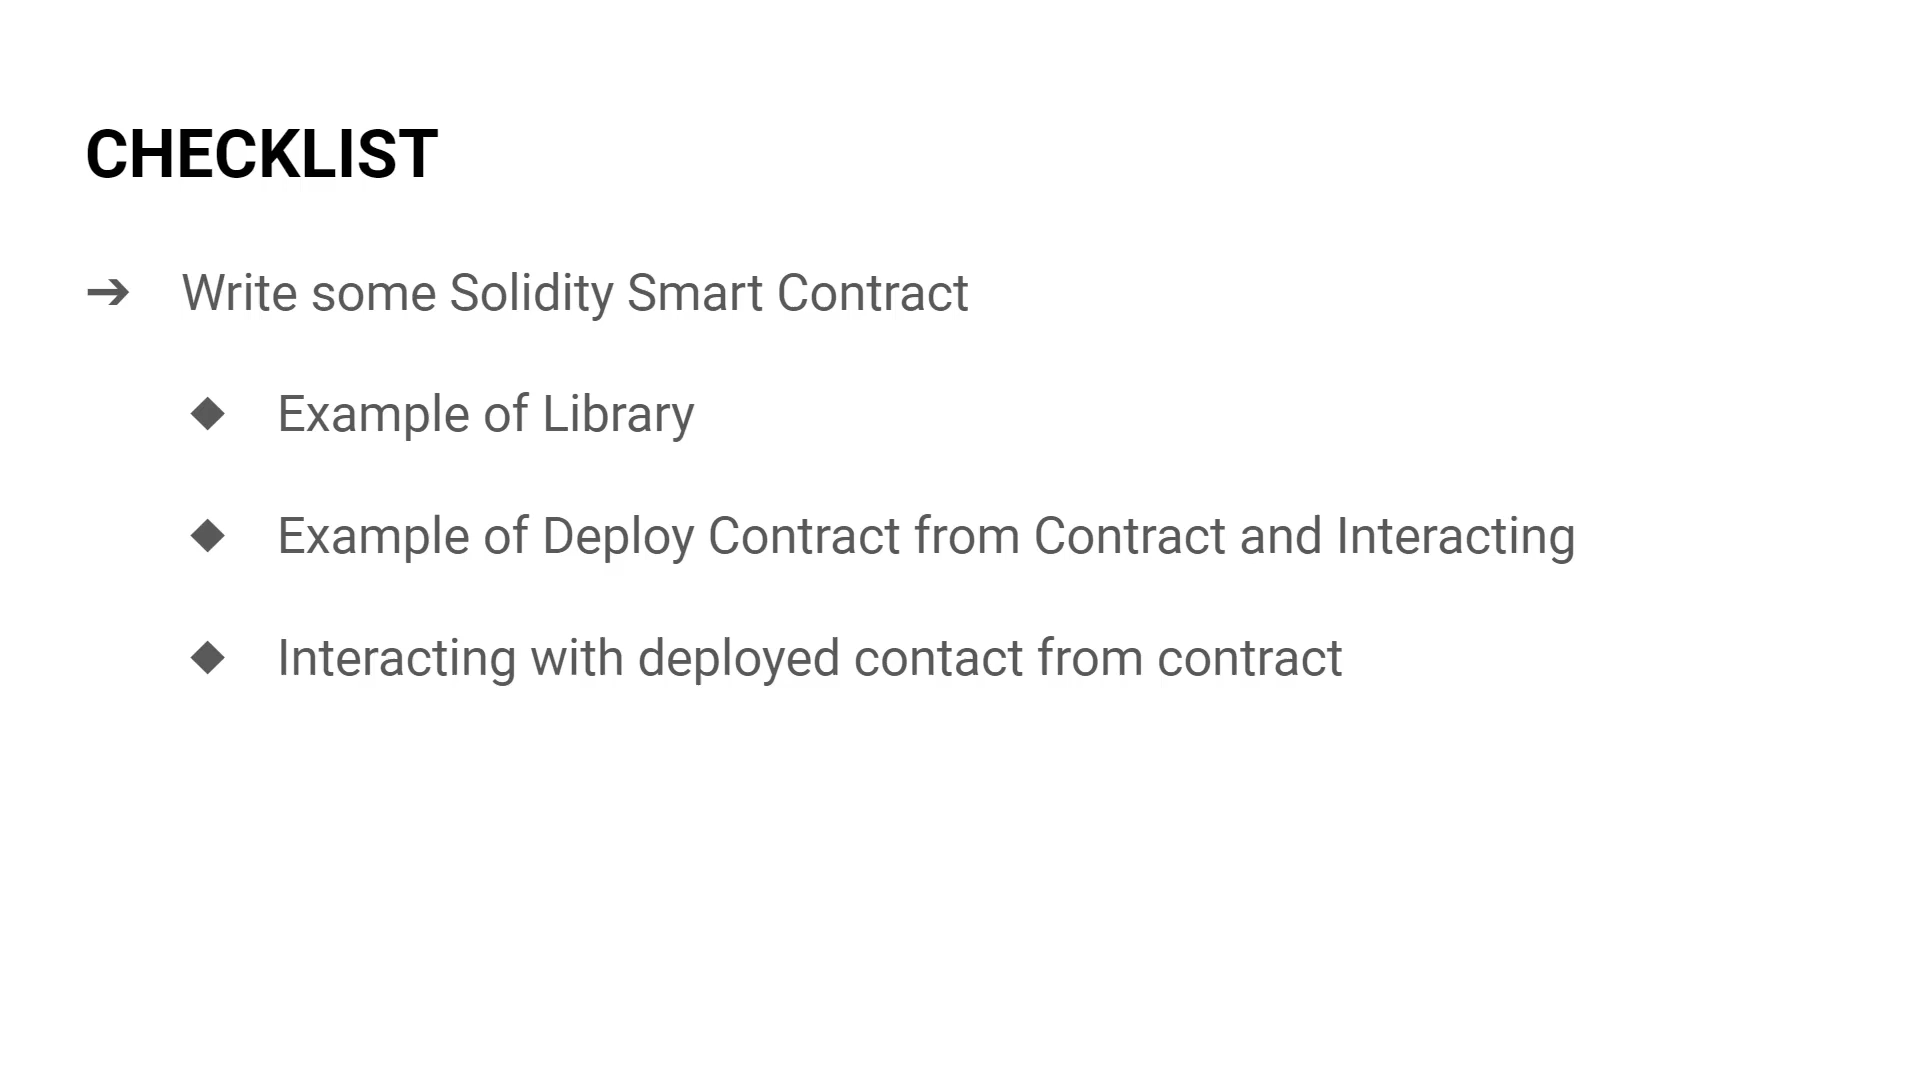 CHECKLIST
➔ Write some Solidity Smart Contract
◆ Example of Library
◆ Example of Deploy Contract from Contract and Interacting
◆ Interacting with deployed contact from contract